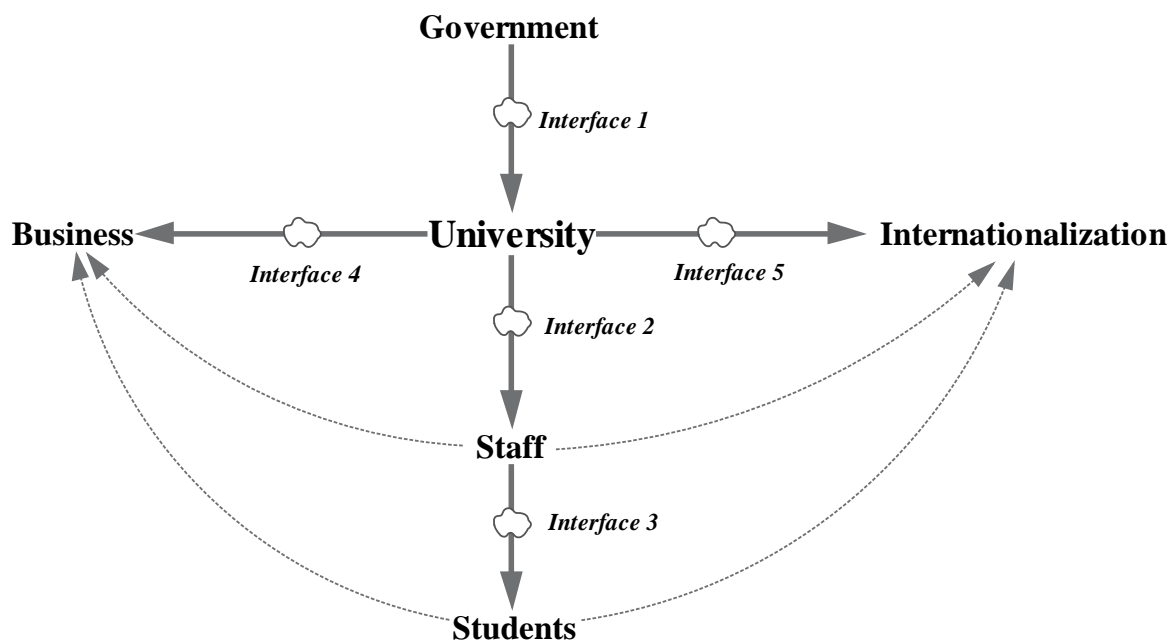 Government
Interface 1
Business
University
Internationalization
Interface 4
Interface 5
Interface 2
Staff
Interface 3
Students